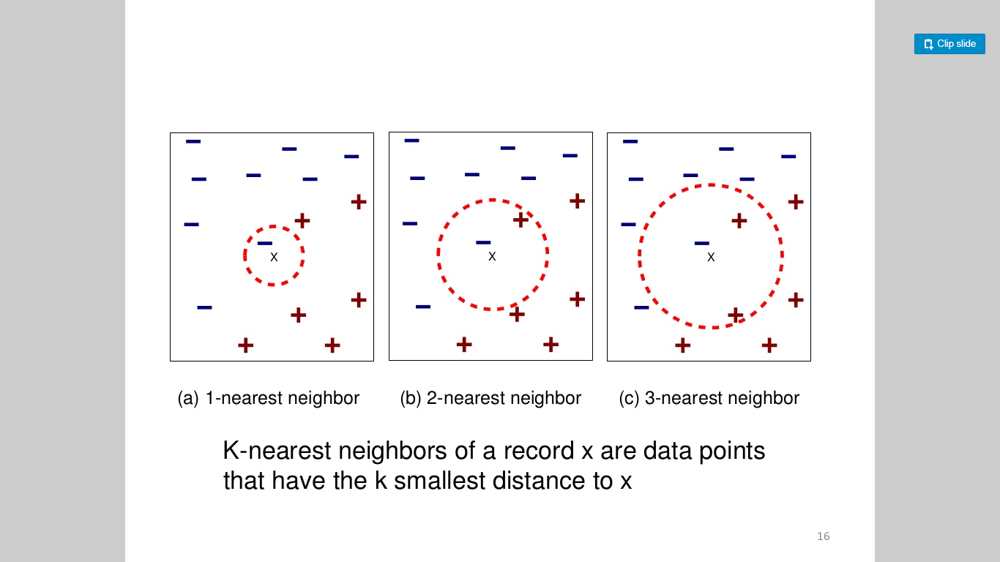 Clip slide
X
X
X
(a) 1-nearest neighbor
(b) 2-nearest neighbor
(c) 3-nearest neighbor
K-nearest neighbors of a record x are data points
that have the k smallest distance to x
16